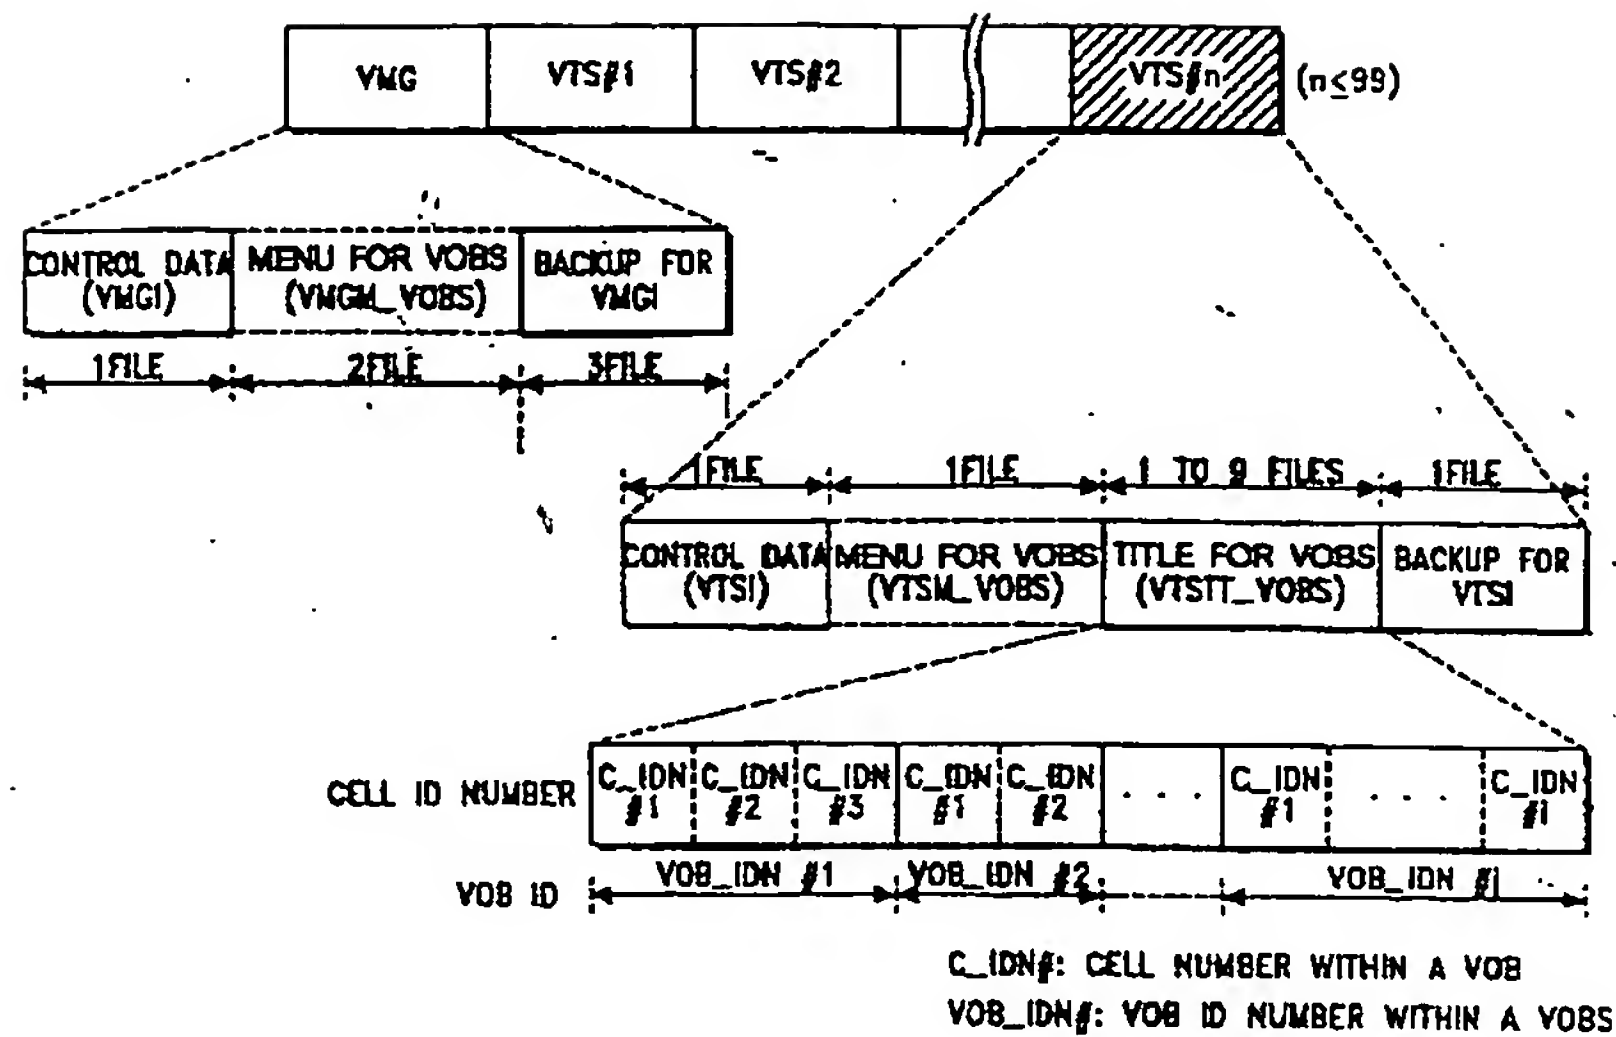 VMG VTS#1 VTS#2 VTS#n (n≤99)
CONTROL DATA (VMGI)
MENU FOR VOBS (VMGM_VOBS)
BACKUP FOR VMGI
1FILE 2FILE 3FILE
1FILE 1FILE 1 TO 9 FILES 1FILE
CONTROL DATA (VTSI)
MENU FOR VOBS (VTSM_VOBS)
TITLE FOR VOBS (VTSTT_VOBS)
BACKUP FOR VTSI
CELL ID NUMBER
C_IDN #1
C_IDN #2
C_IDN #3
C_IDN #1
C_IDN #2
. . .
C_IDN #1
. . .
C_IDN #i
VOB ID VOB_IDN #1 VOB_IDN #2 VOB_IDN #j
C_IDN#: CELL NUMBER WITHIN A VOB
VOB_IDN#: VOB ID NUMBER WITHIN A VOBS